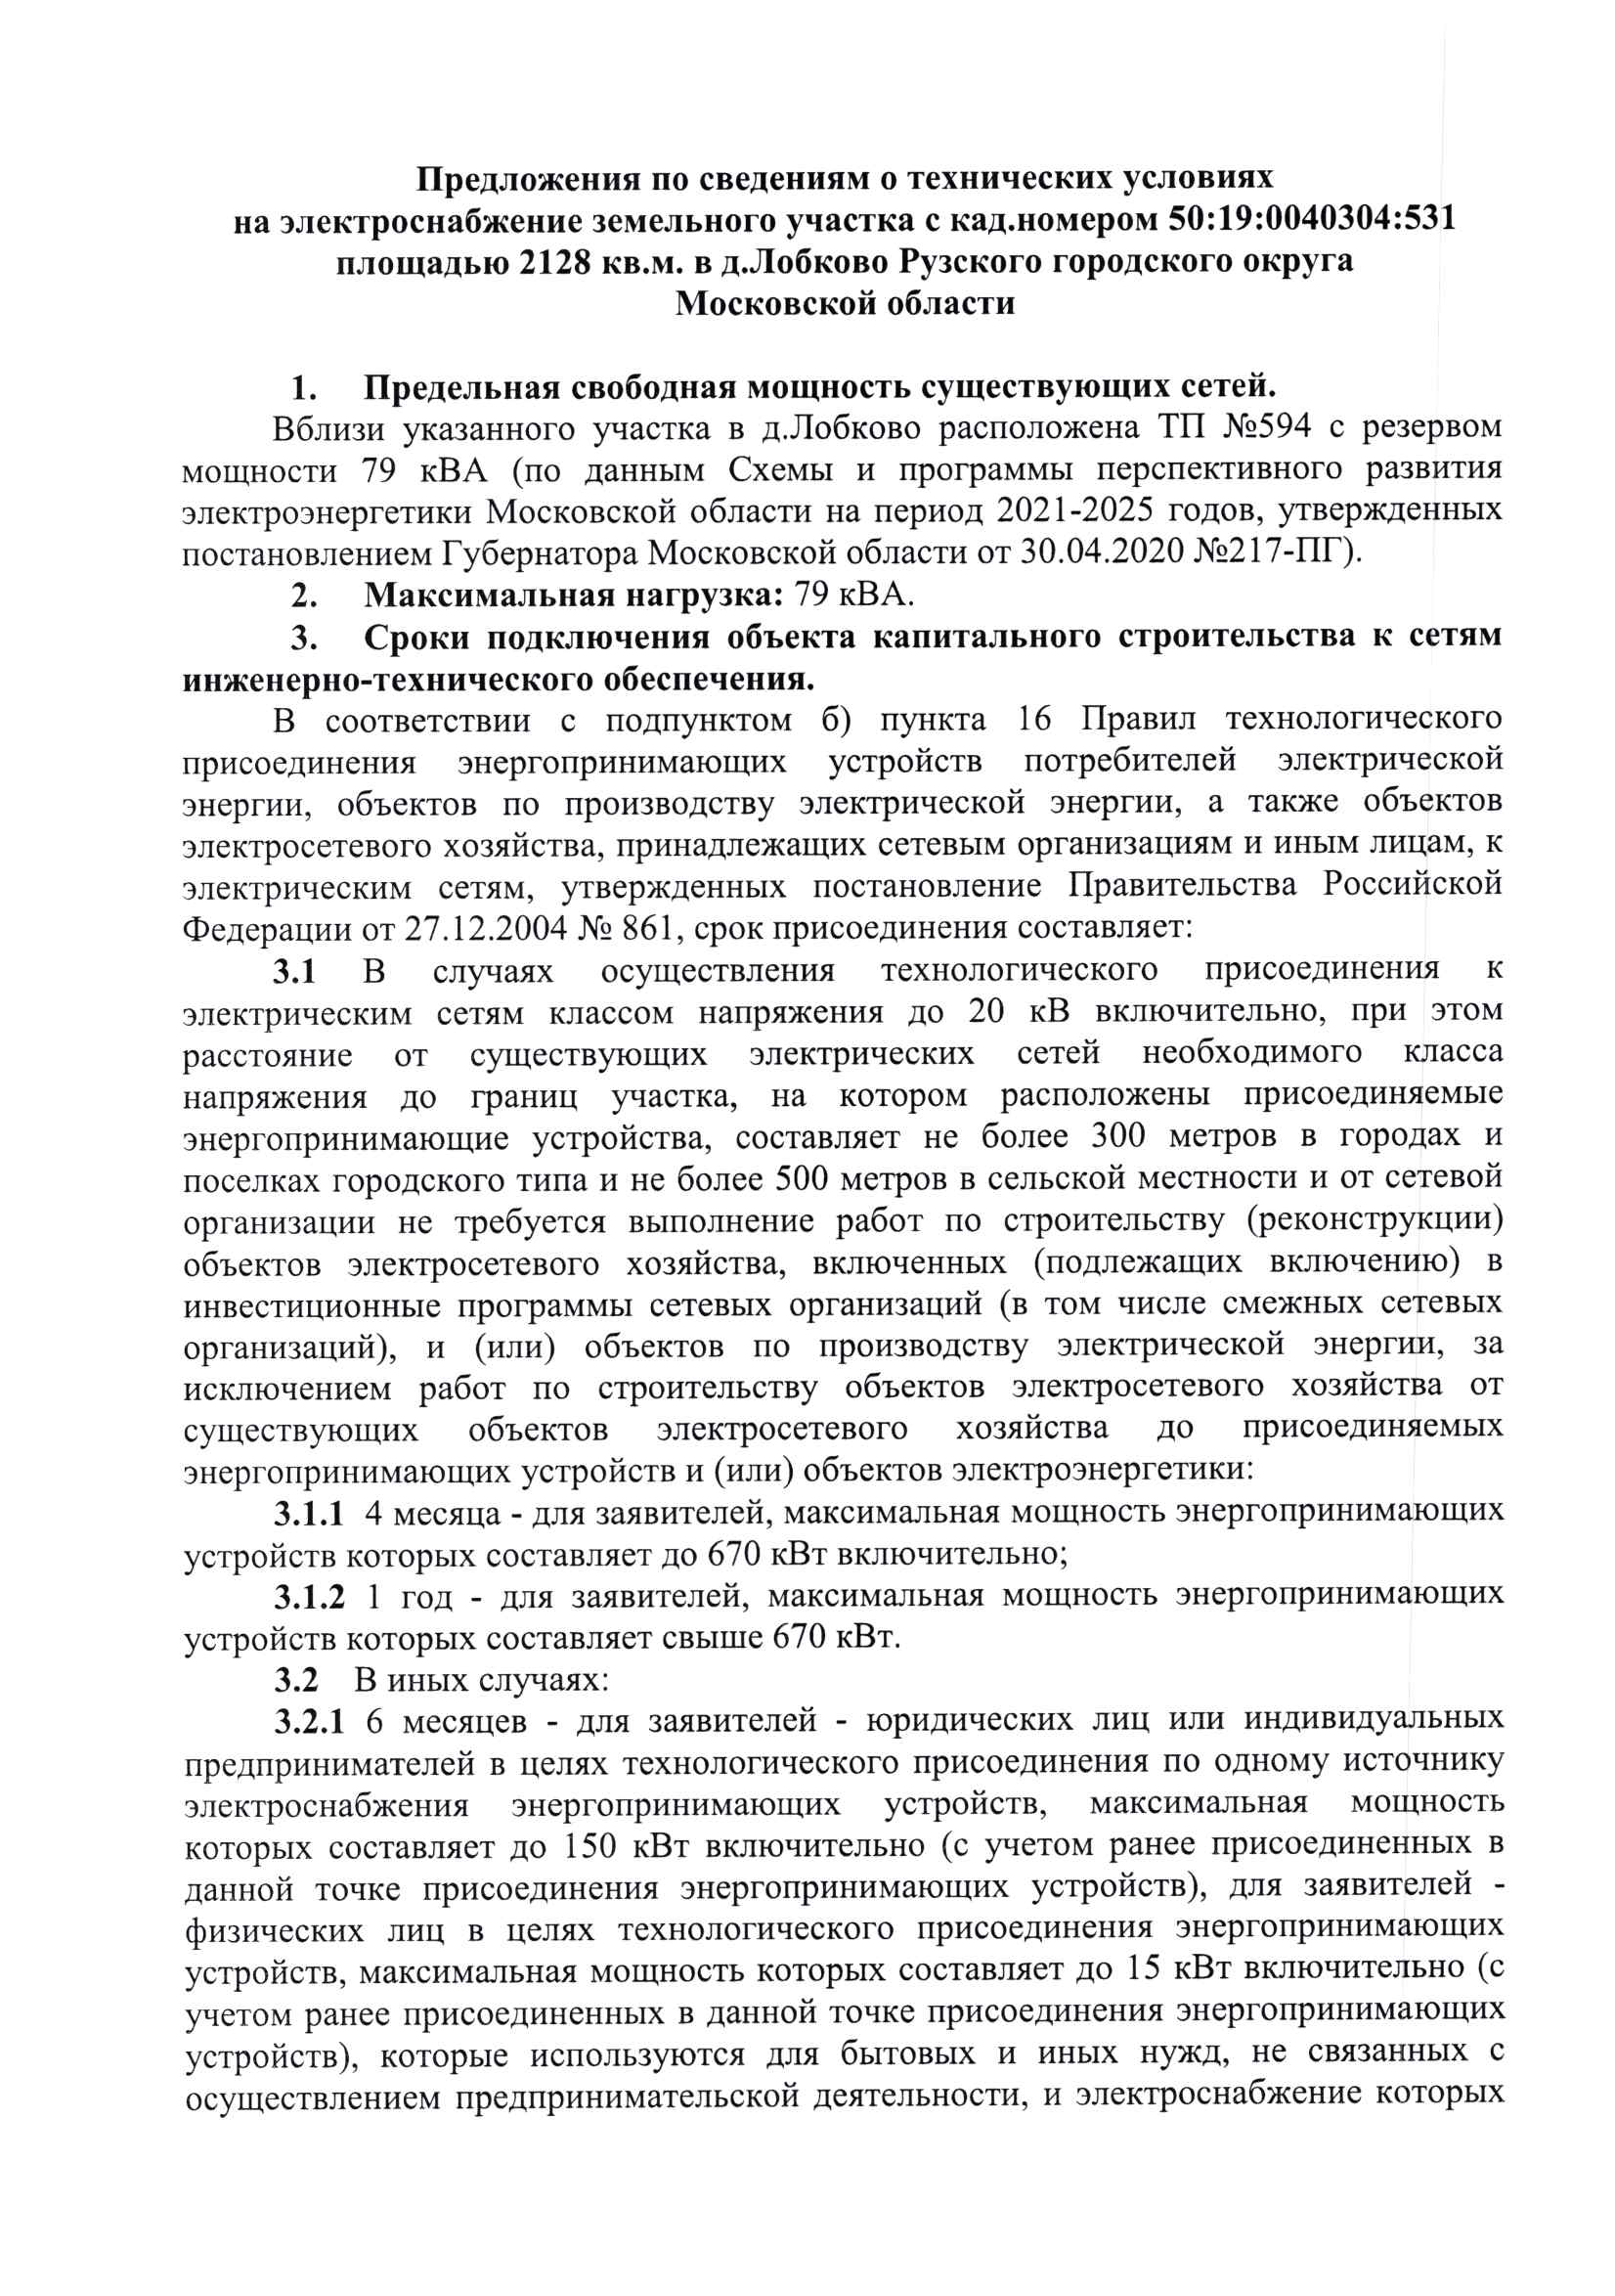 Предложения по сведениям о технических условиях
на электроснабжение земельного участка с кад.номером 50:19:0040304:531
площадью 2128 кв.м. в д.Лобково Рузского городского округа
Московской области
1. Предельная свободная мощность существующих сетей.
Вблизи указанного участка в д.Лобково расположена ТП №594 с резервом
мощности 79 кВА (по данным Схемы и программы перспективного развития
электроэнергетики Московской области на период 2021-2025 годов, утвержденных
постановлением Губернатора Московской области от 30.04.2020 №217-ПГ).
2. Максимальная нагрузка: 79 кВА.
3. Сроки подключения объекта капитального строительства к сетям
инженерно-технического обеспечения.
В соответствии с подпунктом б) пункта 16 Правил технологического
присоединения энергопринимающих устройств потребителей электрической
энергии, объектов по производству электрической энергии, а также объектов
электросетевого хозяйства, принадлежащих сетевым организациям и иным лицам, к
электрическим сетям, утвержденных постановление Правительства Российской
Федерации от 27.12.2004 № 861, срок присоединения составляет:
3.1 В случаях осуществления технологического присоединения к
электрическим сетям классом напряжения до 20 кВ включительно, при этом
расстояние от существующих электрических сетей необходимого класса
напряжения до границ участка, на котором расположены присоединяемые
энергопринимающие устройства, составляет не более 300 метров в городах и
поселках городского типа и не более 500 метров в сельской местности и от сетевой
организации не требуется выполнение работ по строительству (реконструкции)
объектов электросетевого хозяйства, включенных (подлежащих включению) в
инвестиционные программы сетевых организаций (в том числе смежных сетевых
организаций), и (или) объектов по производству электрической энергии, за
исключением работ по строительству объектов электросетевого хозяйства от
существующих объектов электросетевого хозяйства до присоединяемых
энергопринимающих устройств и (или) объектов электроэнергетики:
3.1.1 4 месяца - для заявителей, максимальная мощность энергопринимающих
устройств которых составляет до 670 кВт включительно;
3.1.2 1 год - для заявителей, максимальная мощность энергопринимающих
устройств которых составляет свыше 670 кВт.
3.2 В иных случаях:
3.2.1 6 месяцев - для заявителей - юридических лиц или индивидуальных
предпринимателей в целях технологического присоединения по одному источнику
электроснабжения энергопринимающих устройств, максимальная мощность
которых составляет до 150 кВт включительно (с учетом ранее присоединенных в
данной точке присоединения энергопринимающих устройств), для заявителей -
физических лиц в целях технологического присоединения энергопринимающих
устройств, максимальная мощность которых составляет до 15 кВт включительно (с
учетом ранее присоединенных в данной точке присоединения энергопринимающих
устройств), которые используются для бытовых и иных нужд, не связанных с
осуществлением предпринимательской деятельности, и электроснабжение которых